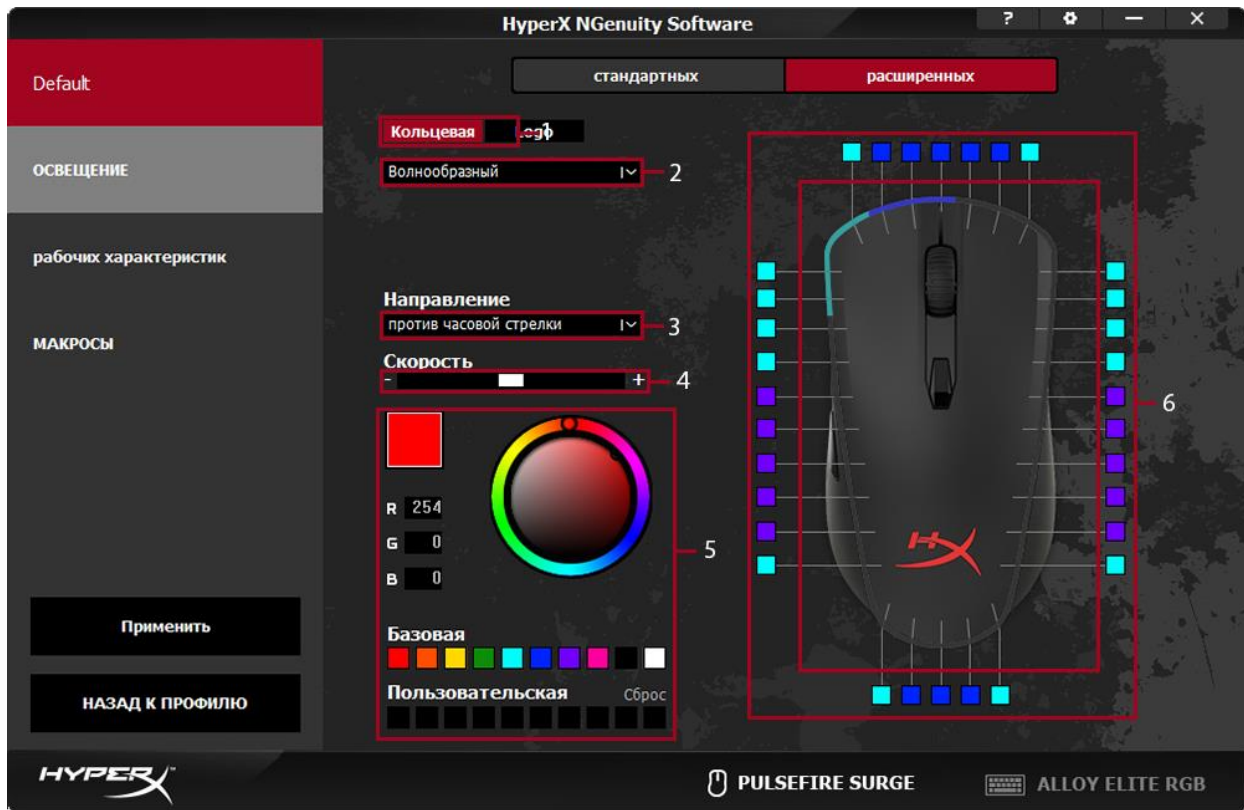 HyperX NGenuity Software
?
Default
стандартных расширенных
Кольцевая Logo 1
ОСВЕЩЕНИЕ
Волнообразный 2
рабочих характеристик
Направление
против часовой стрелки 3
МАКРОСЫ
Скорость
- + 4
6
R 254
G 0
5
B 0
Применить
Базовая
Пользовательская Сброс
НАЗАД К ПРОФИЛЮ
HYPERX
PULSEFIRE SURGE ALLOY ELITE RGB